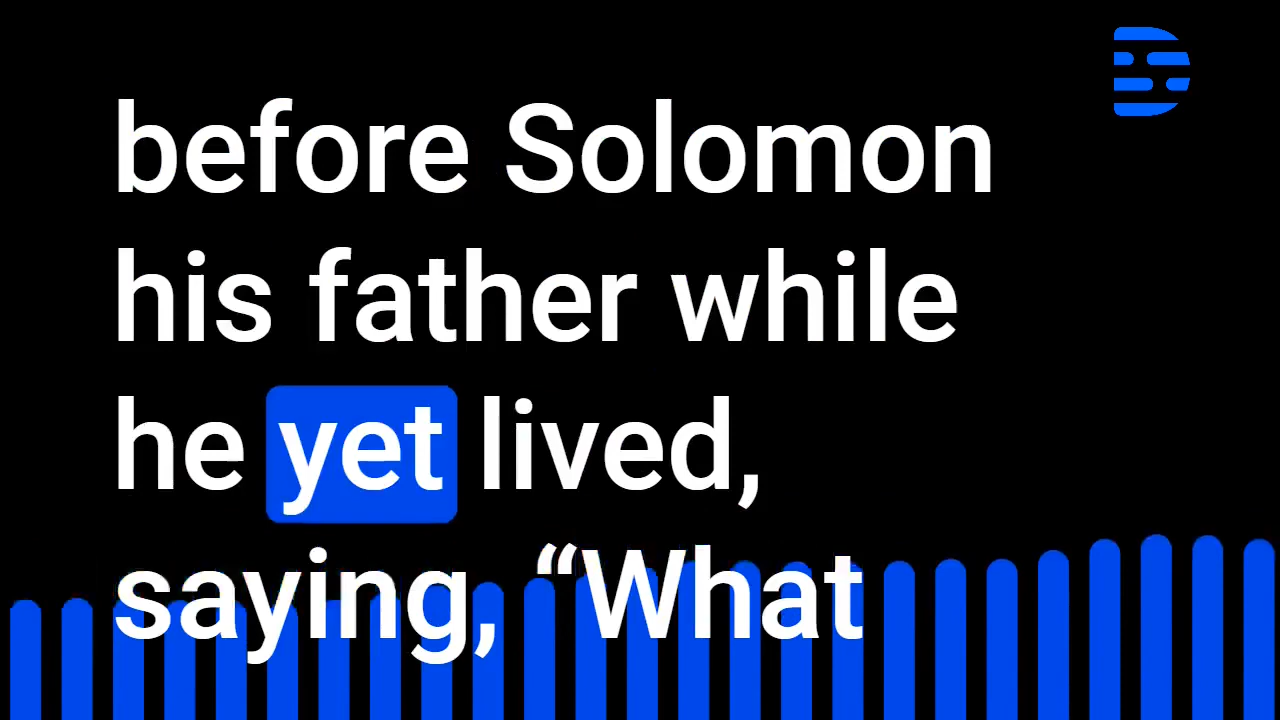 before Solomon
his father while
he yet lived,
saying, “What